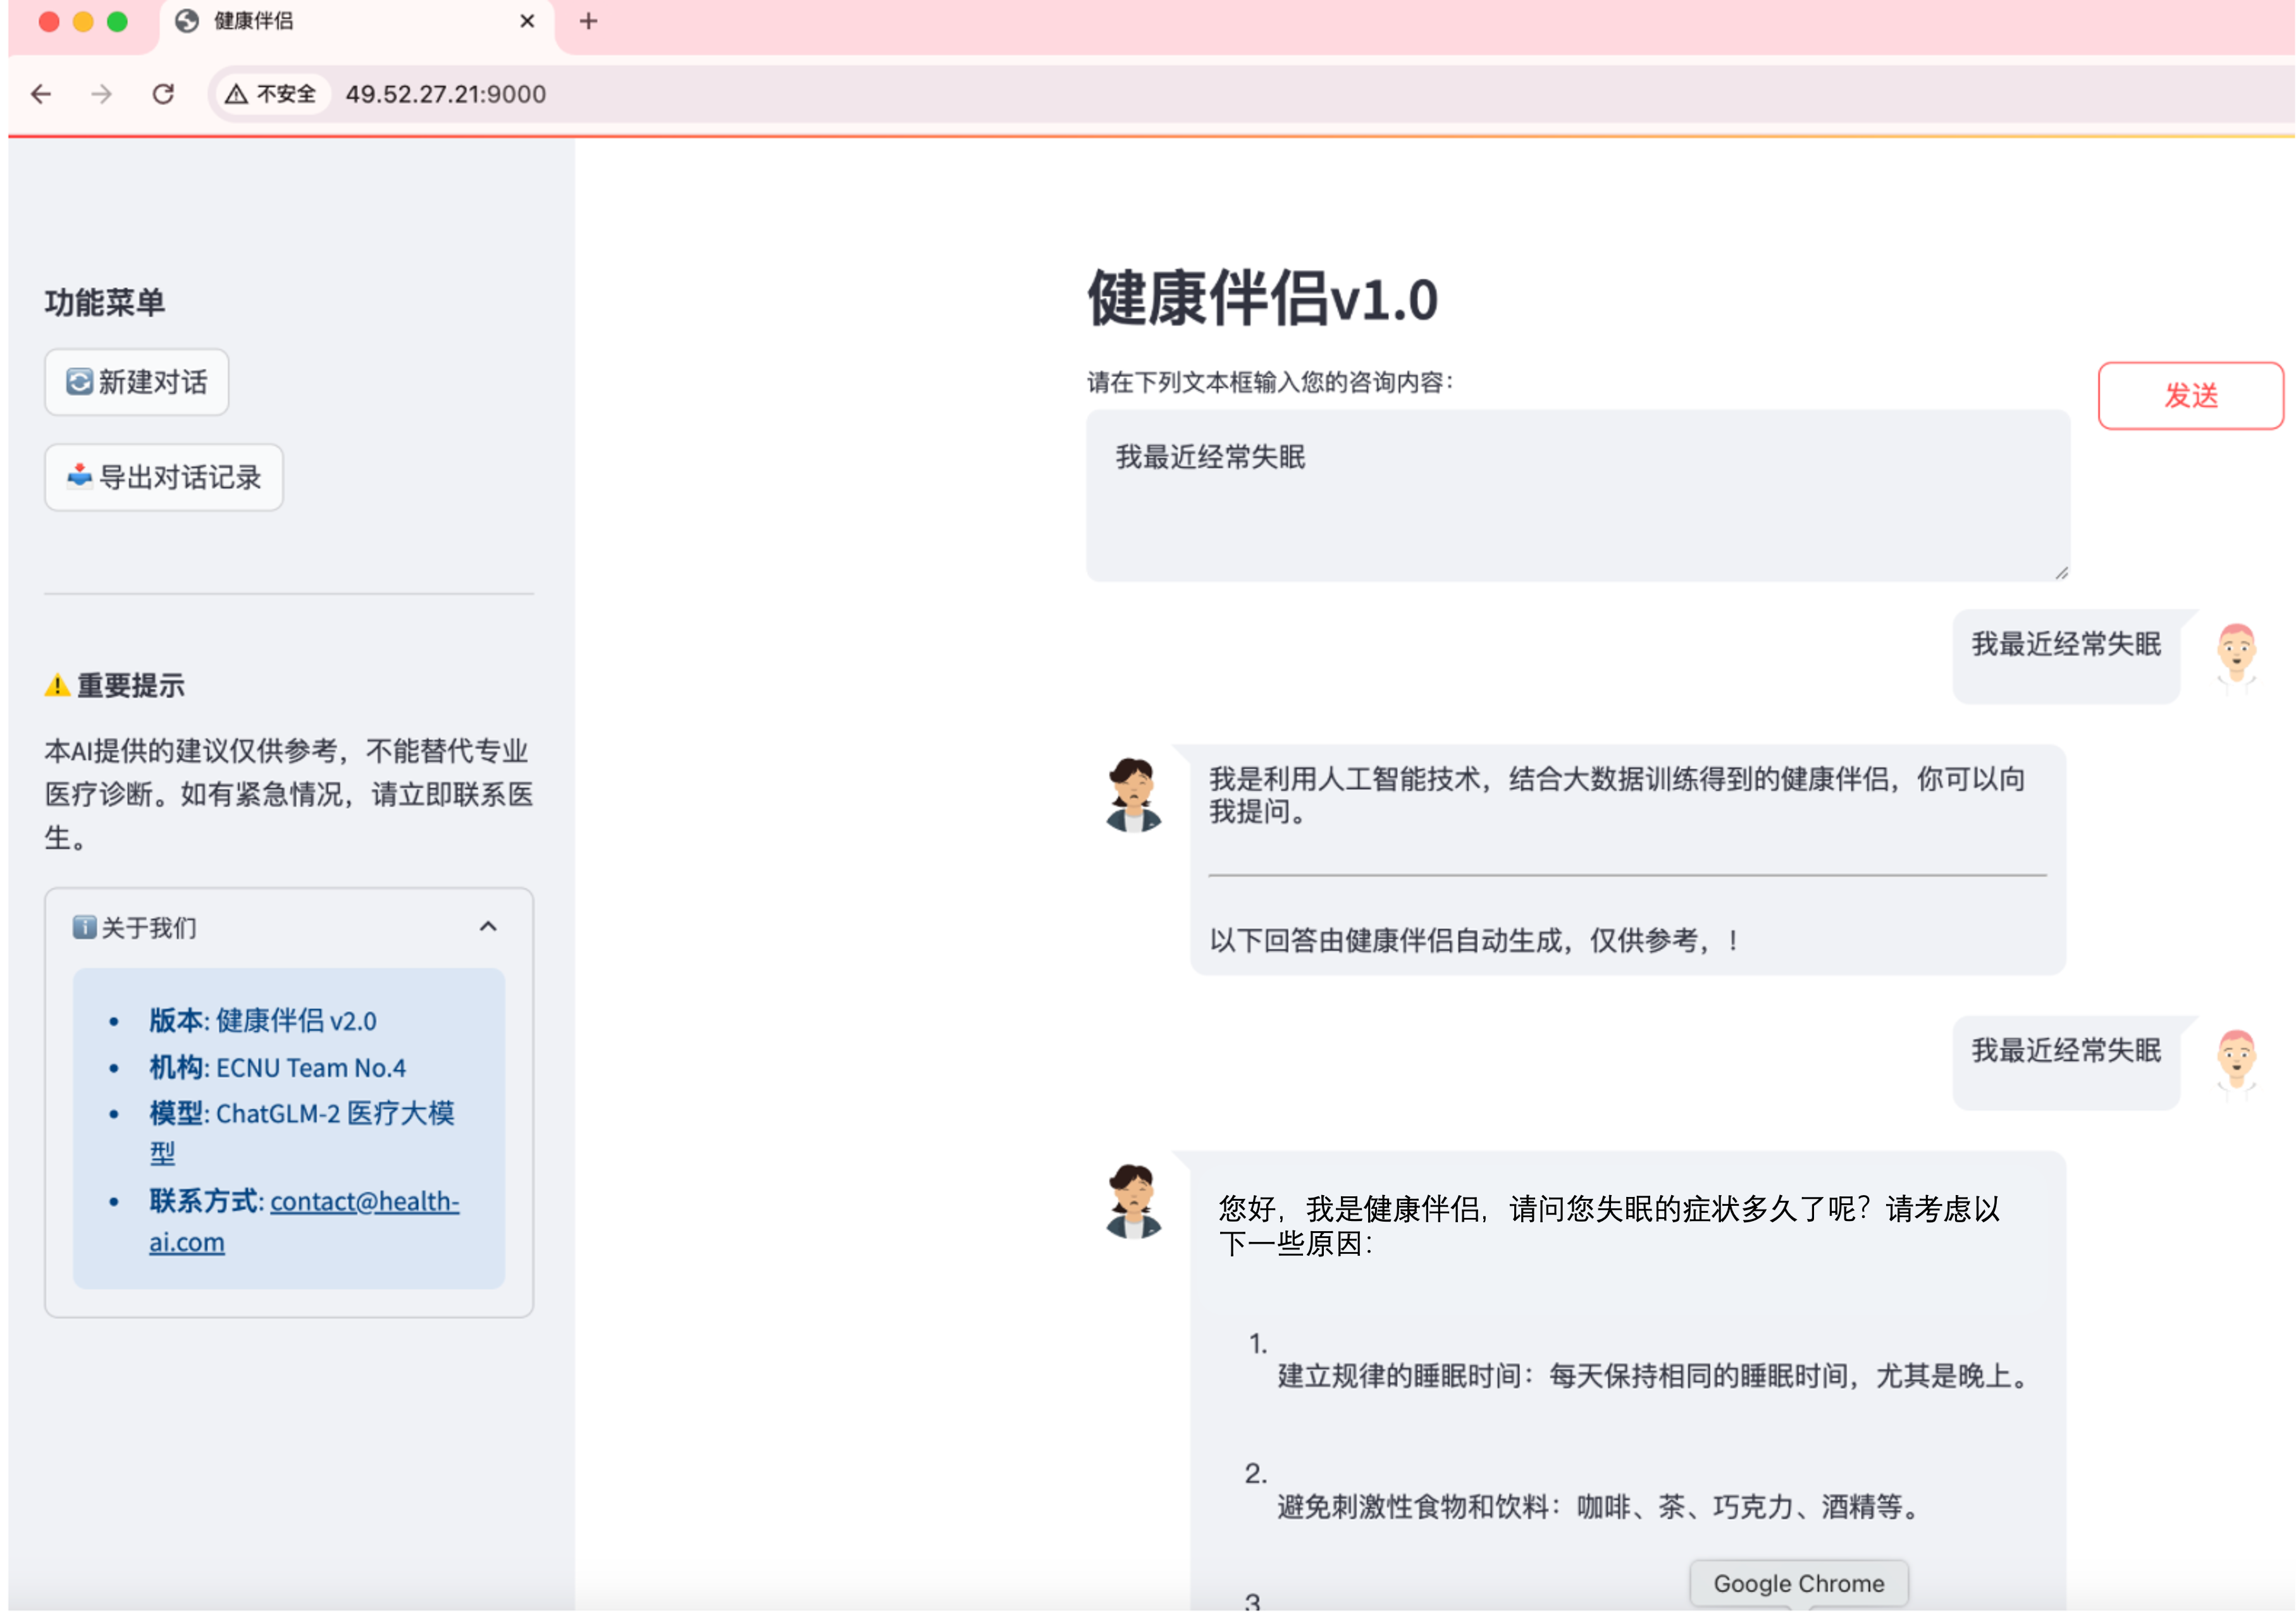 健康伴侣
不安全
49.52.27.21:9000
功能菜单
新建对话
导出对话记录
重要提示
本AI提供的建议仅供参考，不能替代专业
医疗诊断。如有紧急情况，请立即联系医
生。
关于我们
版本: 健康伴侣 v2.0
机构: ECNU Team No.4
模型: ChatGLM-2 医疗大模
型
联系方式: contact@health-
ai.com
健康伴侣v1.0
请在下列文本框输入您的咨询内容：
发送
我最近经常失眠
我最近经常失眠
我是利用人工智能技术，结合大数据训练得到的健康伴侣，你可以向
我提问。
以下回答由健康伴侣自动生成，仅供参考，！
我最近经常失眠
您好，我是健康伴侣，请问您失眠的症状多久了呢？请考虑以
下一些原因：
1.
建立规律的睡眠时间：每天保持相同的睡眠时间，尤其是晚上。
2.
避免刺激性食物和饮料：咖啡、茶、巧克力、酒精等。
3
Google Chrome